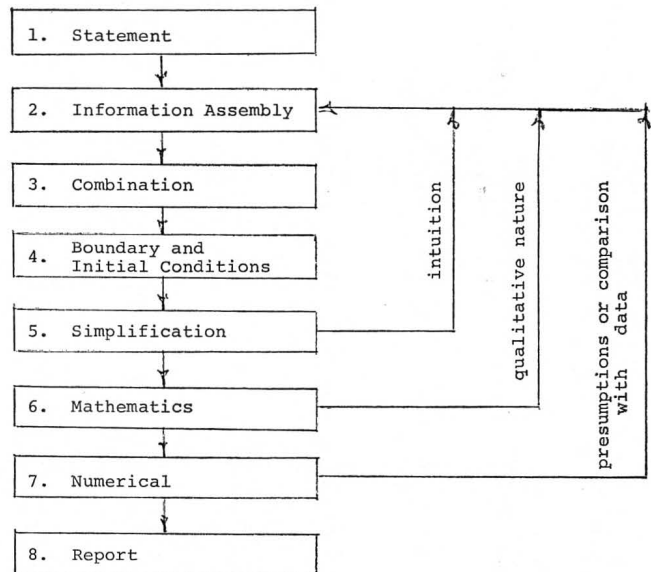 1. Statement
2. Information Assembly
3. Combination
4. Boundary and
Initial Conditions
5. Simplification
6. Mathematics
7. Numerical
8. Report
intuition
qualitative nature
presumptions or comparison
with data